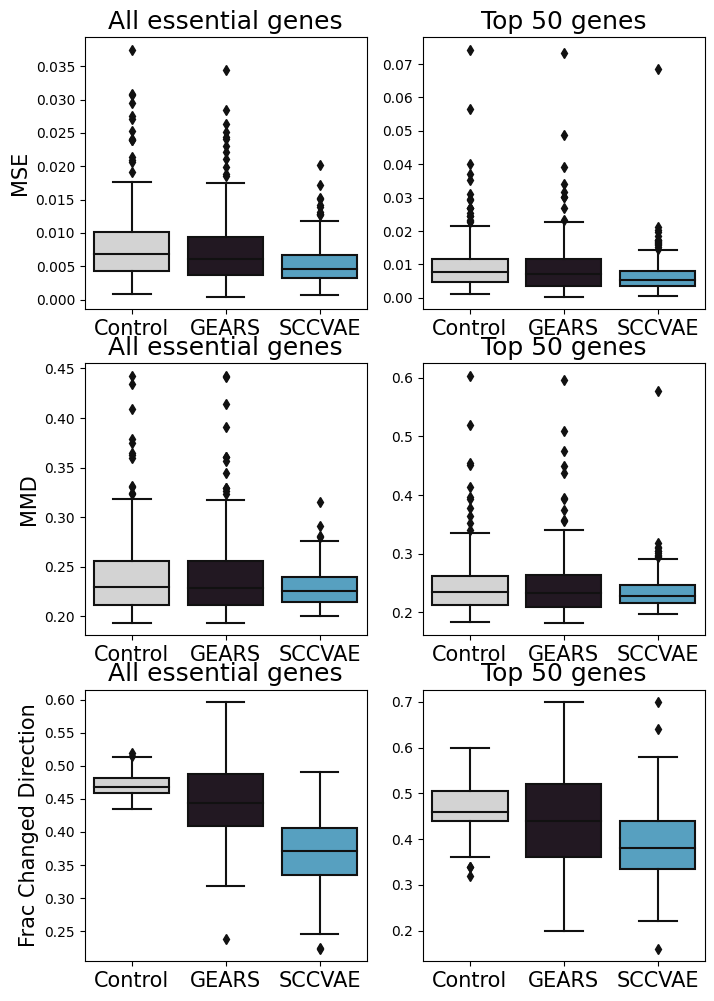 All essential genes
Top 50 genes
MSE
0.035
0.030
0.025
0.020
0.015
0.010
0.005
0.000
0.07
0.06
0.05
0.04
0.03
0.02
0.01
0.00
Control GEARS SCCVAE
Control GEARS SCCVAE
All essential genes
Top 50 genes
MMD
0.45
0.40
0.35
0.30
0.25
0.20
0.6
0.5
0.4
0.3
0.2
Control GEARS SCCVAE
Control GEARS SCCVAE
All essential genes
Top 50 genes
Frac Changed Direction
0.60
0.55
0.50
0.45
0.40
0.35
0.30
0.25
0.7
0.6
0.5
0.4
0.3
0.2
Control GEARS SCCVAE
Control GEARS SCCVAE